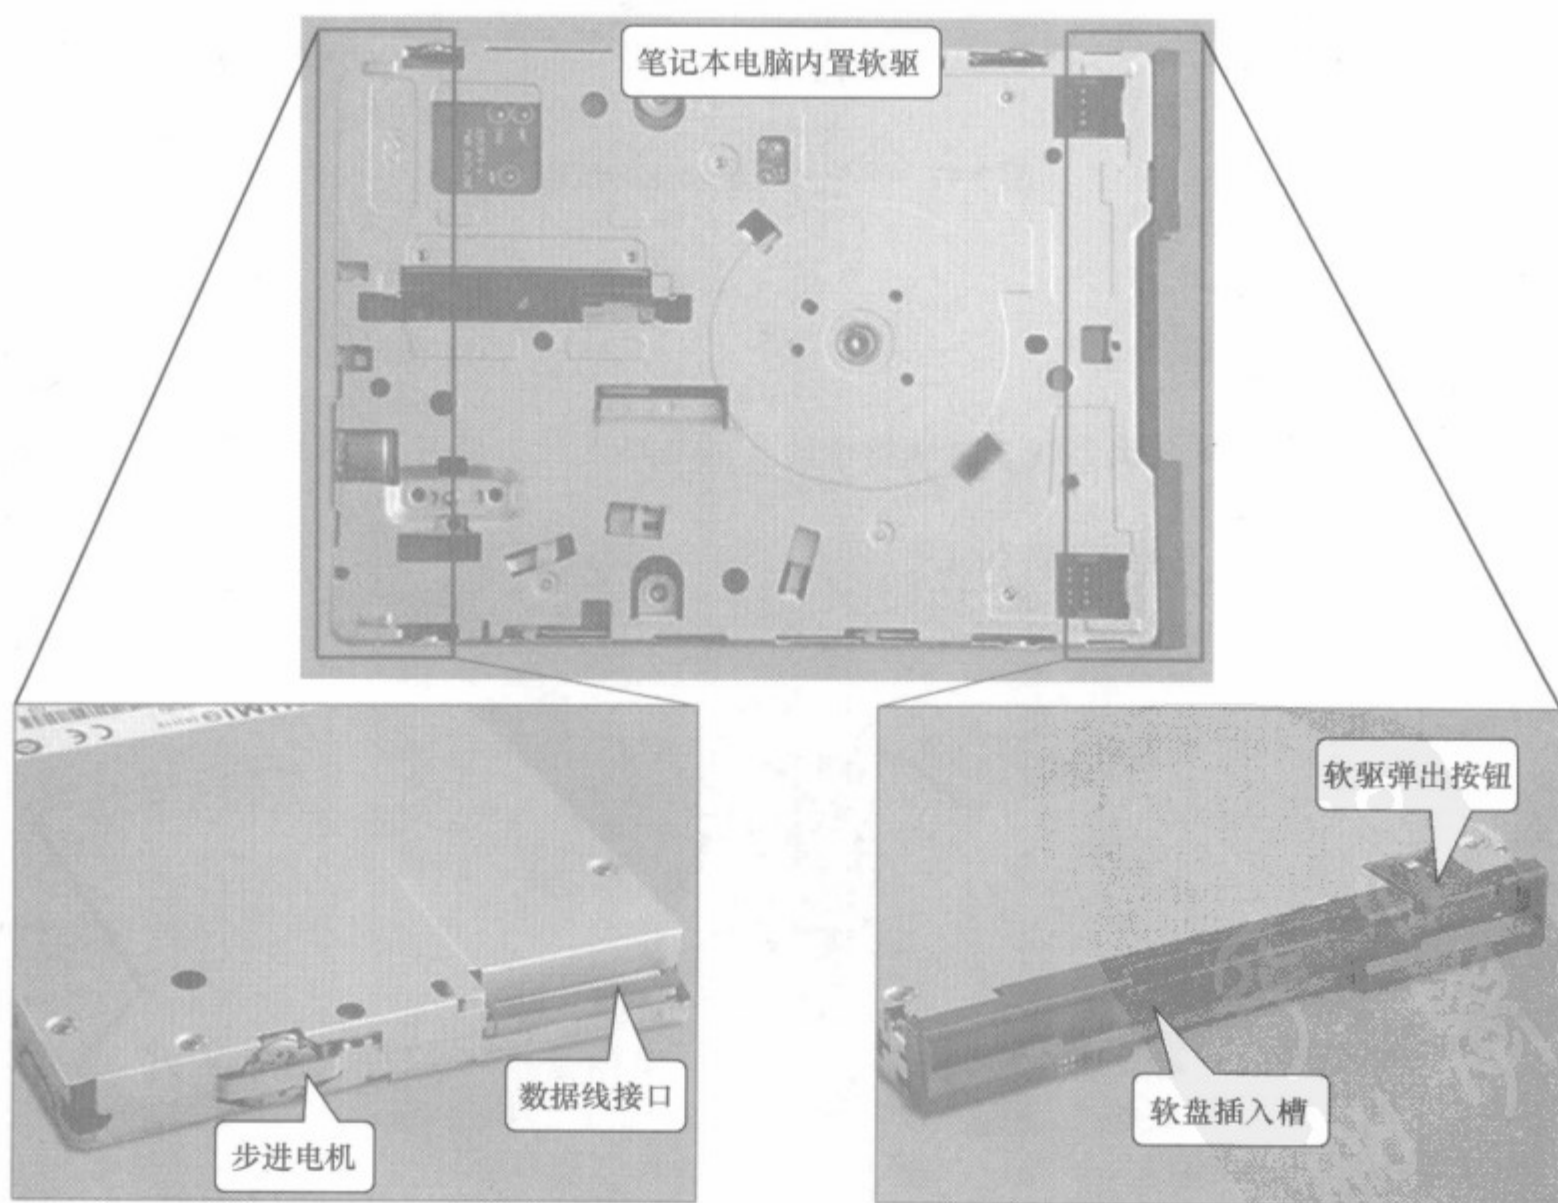 笔记本电脑内置软驱
软驱弹出按钮
数据线接口
软盘插入槽
步进电机